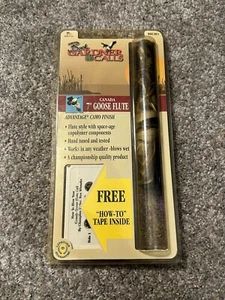 GARDNER
CALLS
CANADA
7" GOOSE FLUTE
ADVANTAGE® CAMO FINISH
• Flute style with space-age
copolymer components
• Hand tuned and tested
• Works in any weather - blows wet
• A championship quality product
FREE
"HOW-TO"
TAPE INSIDE